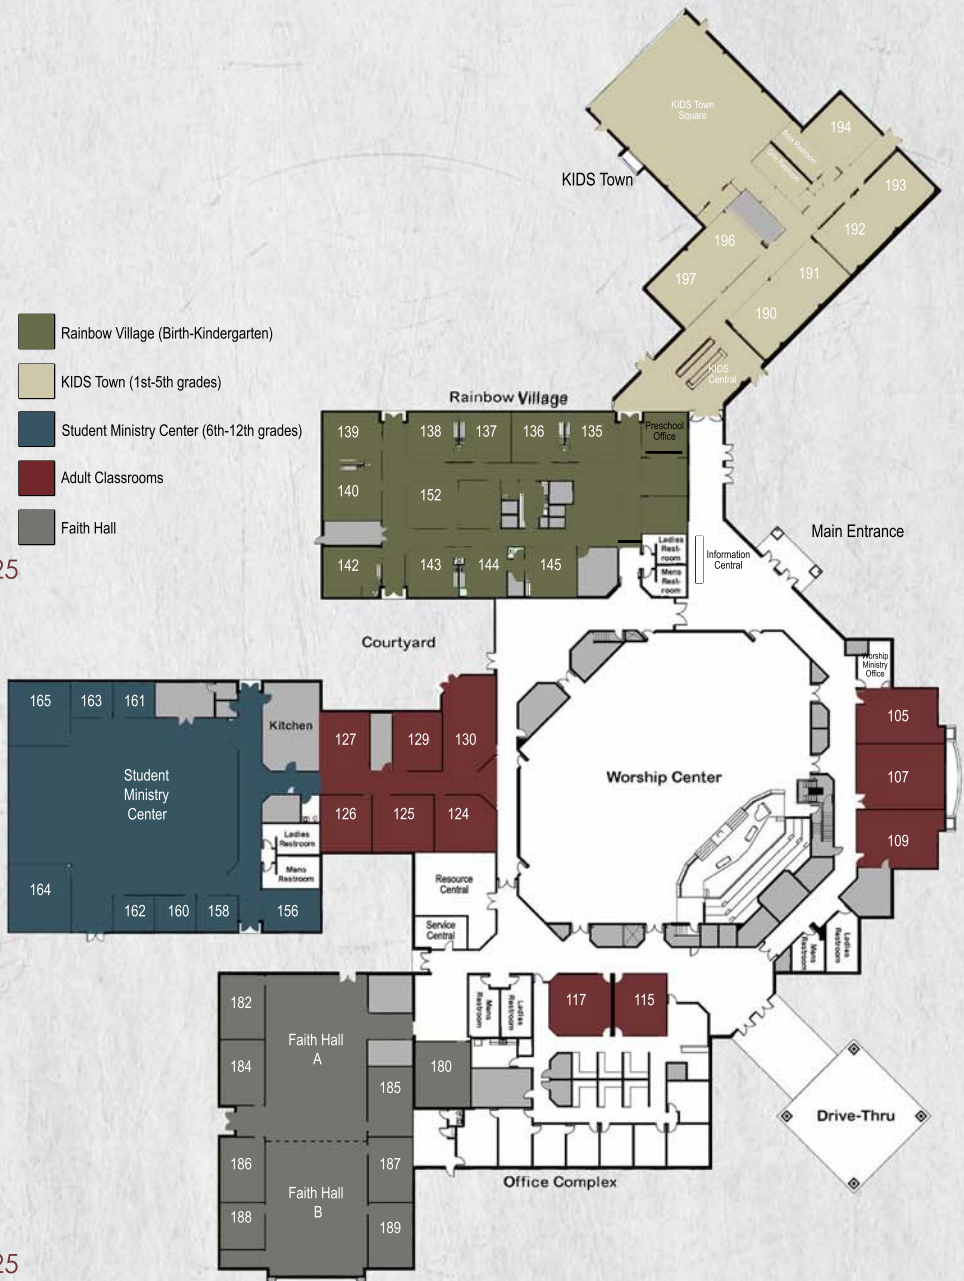 KIDS Town
Square
194
Boys Restroom
Girls Restroom
KIDS Town
193
192
196
191
197
190
KIDS
Central
Rainbow Village (Birth-Kindergarten)
KIDS Town (1st-5th grades)
Student Ministry Center (6th-12th grades)
Adult Classrooms
Faith Hall
25
Rainbow Village
139
138
137
136
135
Preschool
Office
140
152
142
143
144
145
Ladies
Rest-
room
Mens
Rest-
room
Information
Central
Main Entrance
Courtyard
Worship
Ministry
Office
165
163
161
Kitchen
127
129
130
105
107
109
Student
Ministry
Center
Worship Center
126
125
124
Ladies
Restroom
Mens
Restroom
164
162
160
158
156
Resource
Central
Service
Central
Mens
Restroom
Ladies
Restroom
182
Faith Hall
A
184
185
180
Mens
Restroom
Ladies
Restroom
117
115
Drive-Thru
186
187
Faith Hall
B
188
189
Office Complex
25